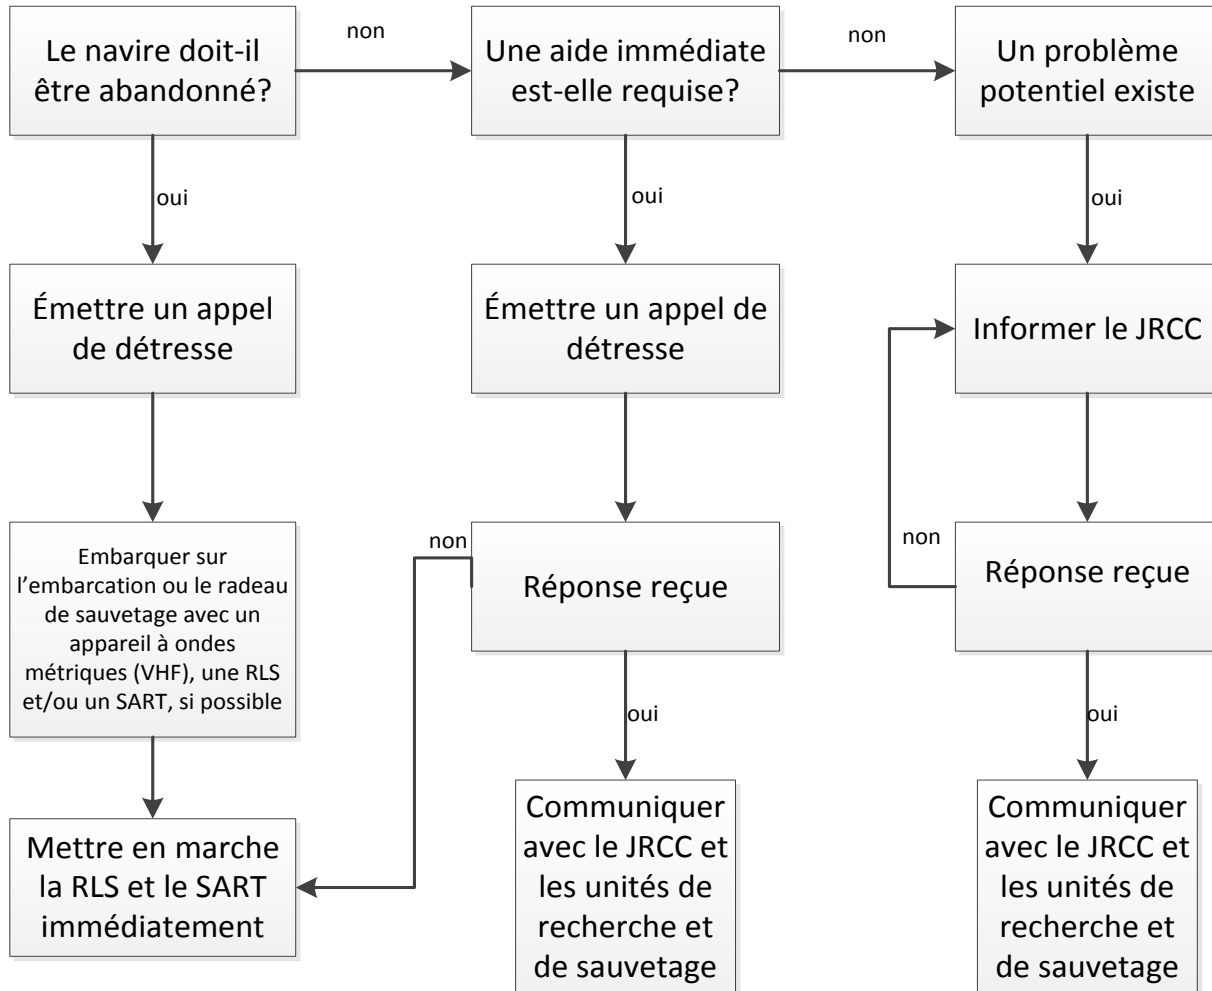 Le navire doit-il
être abandonné?
non
Une aide immédiate
est-elle requise?
non
Un problème
potentiel existe
oui
oui
oui
Émettre un appel
de détresse
Émettre un appel de
détresse
Informer le JRCC
Embarquer sur
l’embarcation ou le radeau
de sauvetage avec un
appareil à ondes
métriques (VHF), une RLS
et/ou un SART, si possible
non
Réponse reçue
non
Réponse reçue
oui
oui
Mettre en marche
la RLS et le SART
immédiatement
Communiquer
avec le JRCC et
les unités de
recherche et
de sauvetage
Communiquer
avec le JRCC et
les unités de
recherche et
de sauvetage